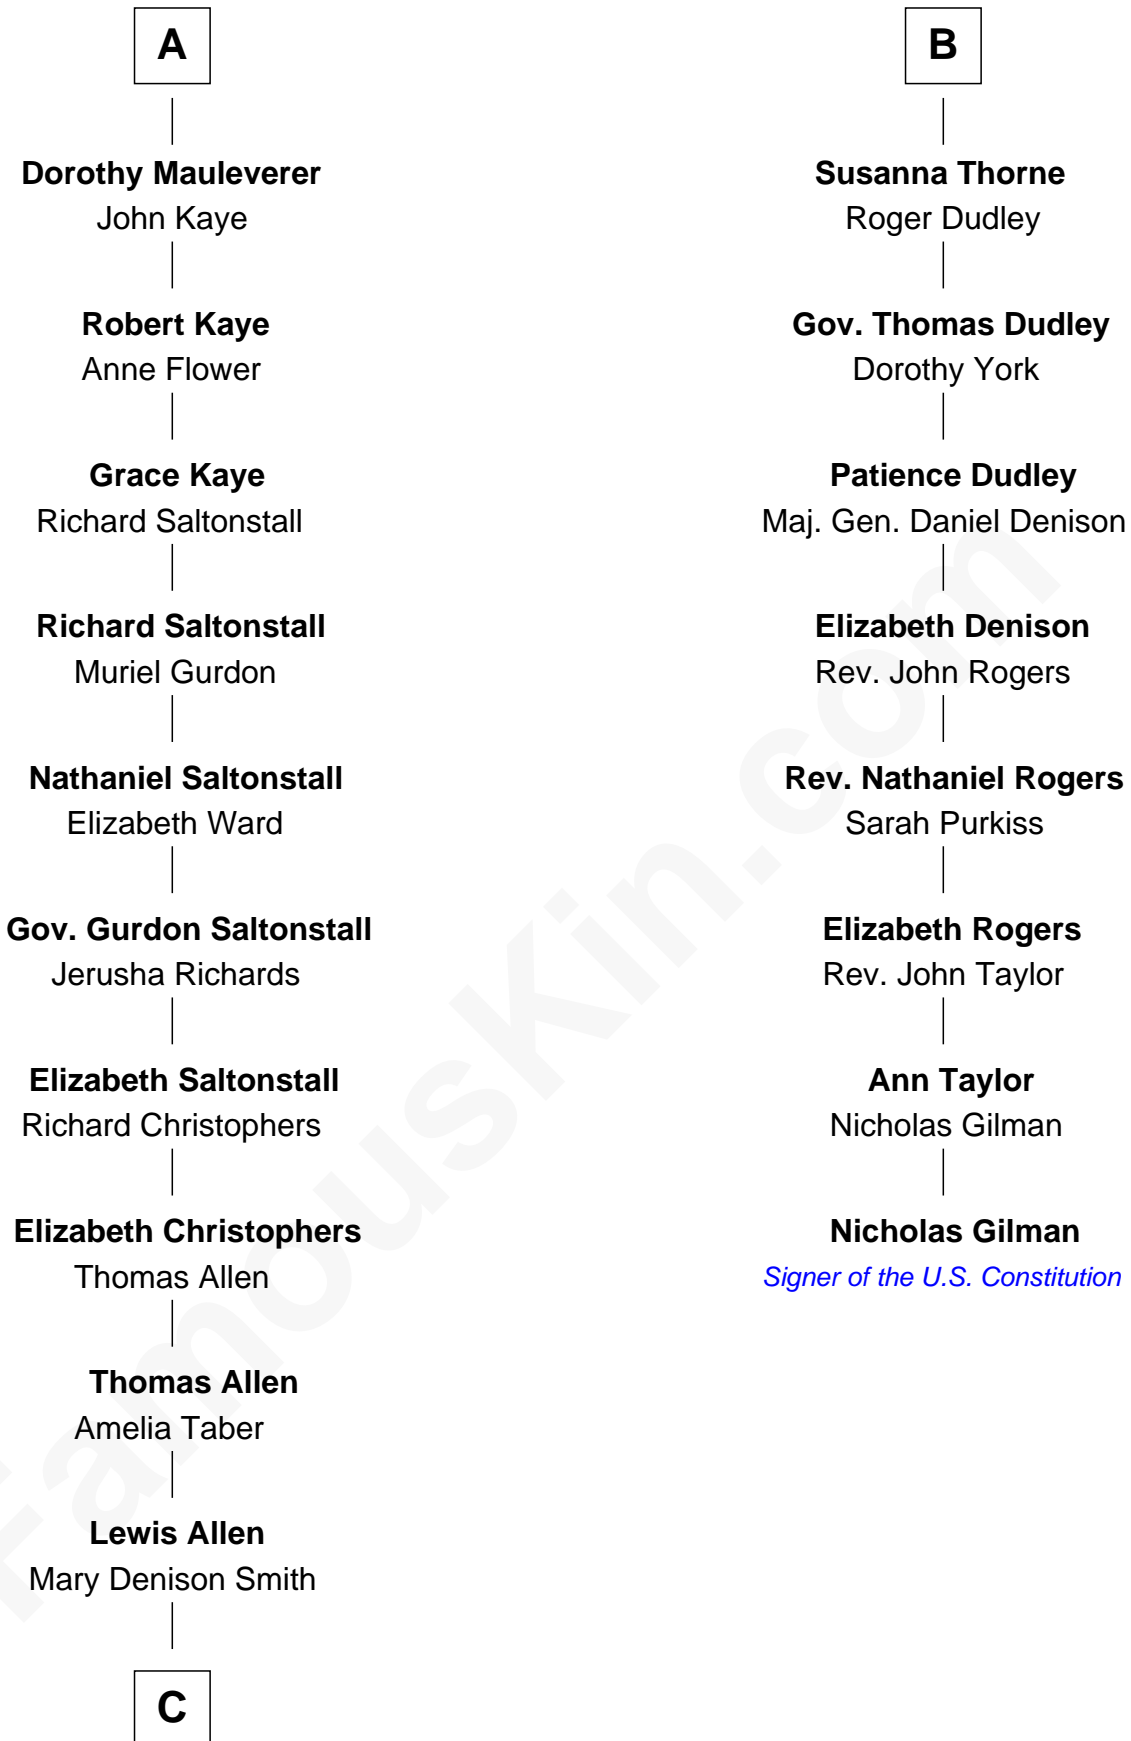 A
Dorothy Mauleverer
John Kaye
Robert Kaye
Anne Flower
Grace Kaye
Richard Saltonstall
Richard Saltonstall
Muriel Gurdon
Nathaniel Saltonstall
Elizabeth Ward
Gov. Gurdon Saltonstall
Jerusha Richards
Elizabeth Saltonstall
Richard Christophers
Elizabeth Christophers
Thomas Allen
Thomas Allen
Amelia Taber
Lewis Allen
Mary Denison Smith
C
B
Susanna Thorne
Roger Dudley
Gov. Thomas Dudley
Dorothy York
Patience Dudley
Maj. Gen. Daniel Denison
Elizabeth Denison
Rev. John Rogers
Rev. Nathaniel Rogers
Sarah Purkiss
Elizabeth Rogers
Rev. John Taylor
Ann Taylor
Nicholas Gilman
Nicholas Gilman
Signer of the U.S. Constitution
FamousKin.com